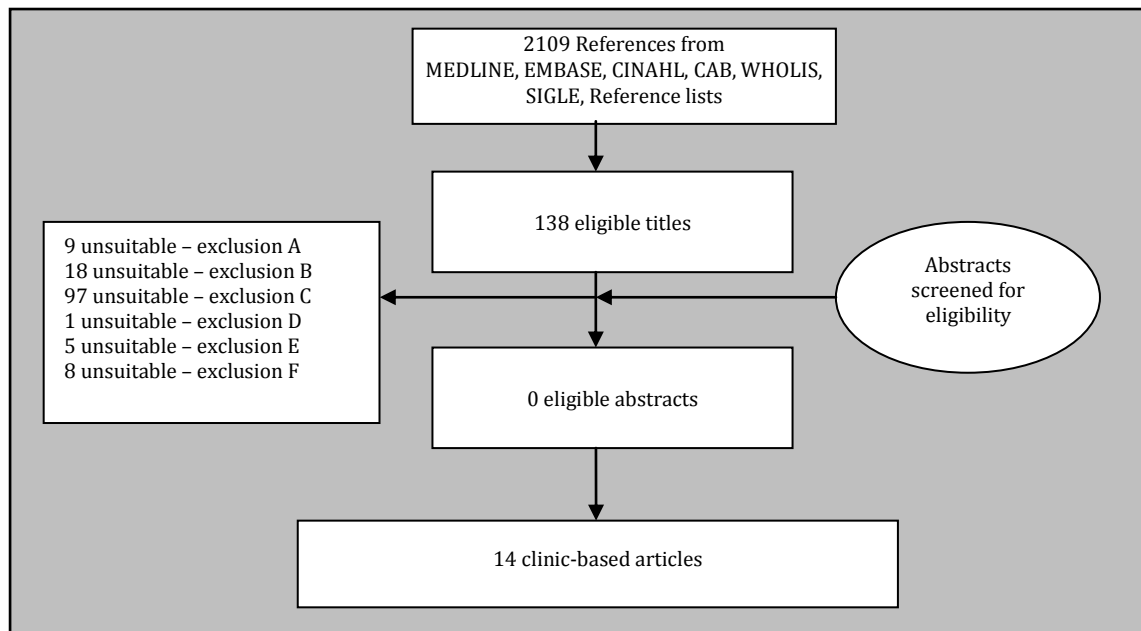 2109 References from
MEDLINE, EMBASE, CINAHL, CAB, WHOLIS,
SIGLE, Reference lists
138 eligible titles
9 unsuitable – exclusion A
18 unsuitable – exclusion B
97 unsuitable – exclusion C
1 unsuitable – exclusion D
5 unsuitable – exclusion E
8 unsuitable – exclusion F
Abstracts
screened for
eligibility
0 eligible abstracts
14 clinic-based articles